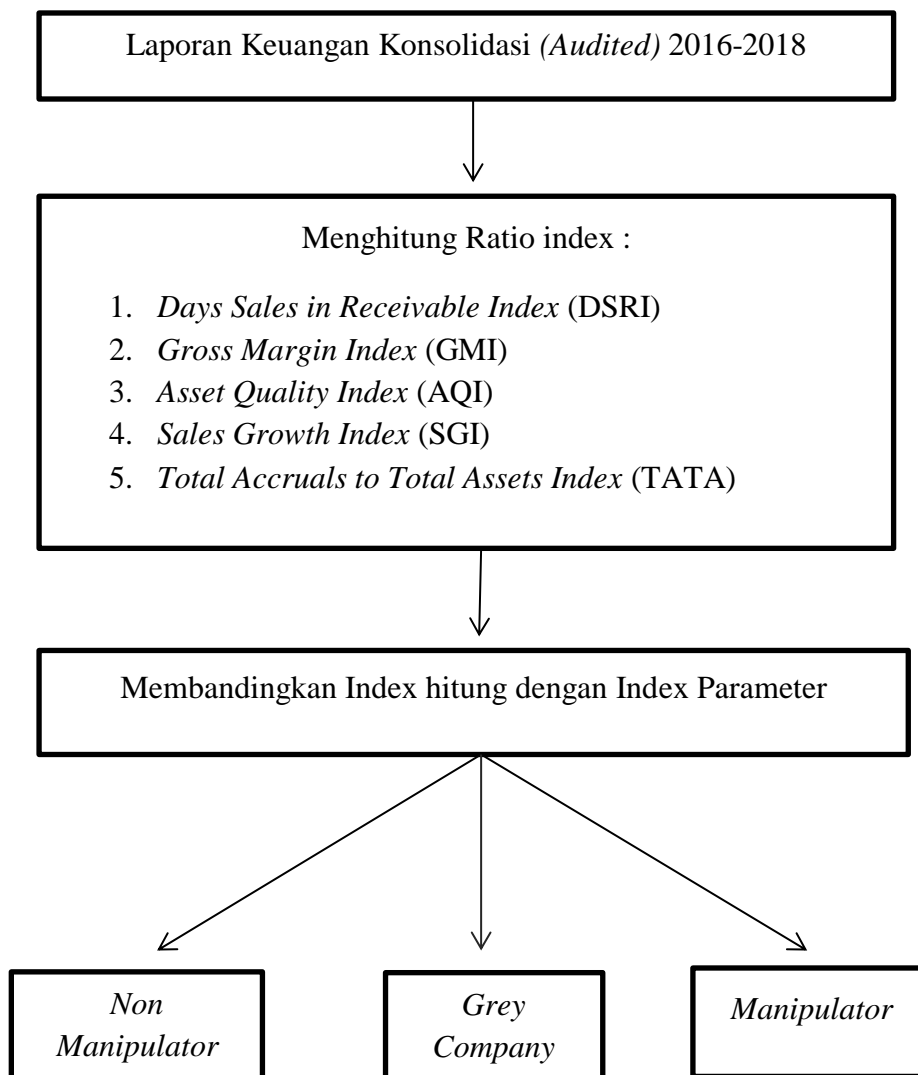 Laporan Keuangan Konsolidasi (Audited) 2016-2018
Menghitung Ratio index :
1. Days Sales in Receivable Index (DSRI)
2. Gross Margin Index (GMI)
3. Asset Quality Index (AQI)
4. Sales Growth Index (SGI)
5. Total Accruals to Total Assets Index (TATA)
Membandingkan Index hitung dengan Index Parameter
Non
Manipulator
Grey
Company
Manipulator